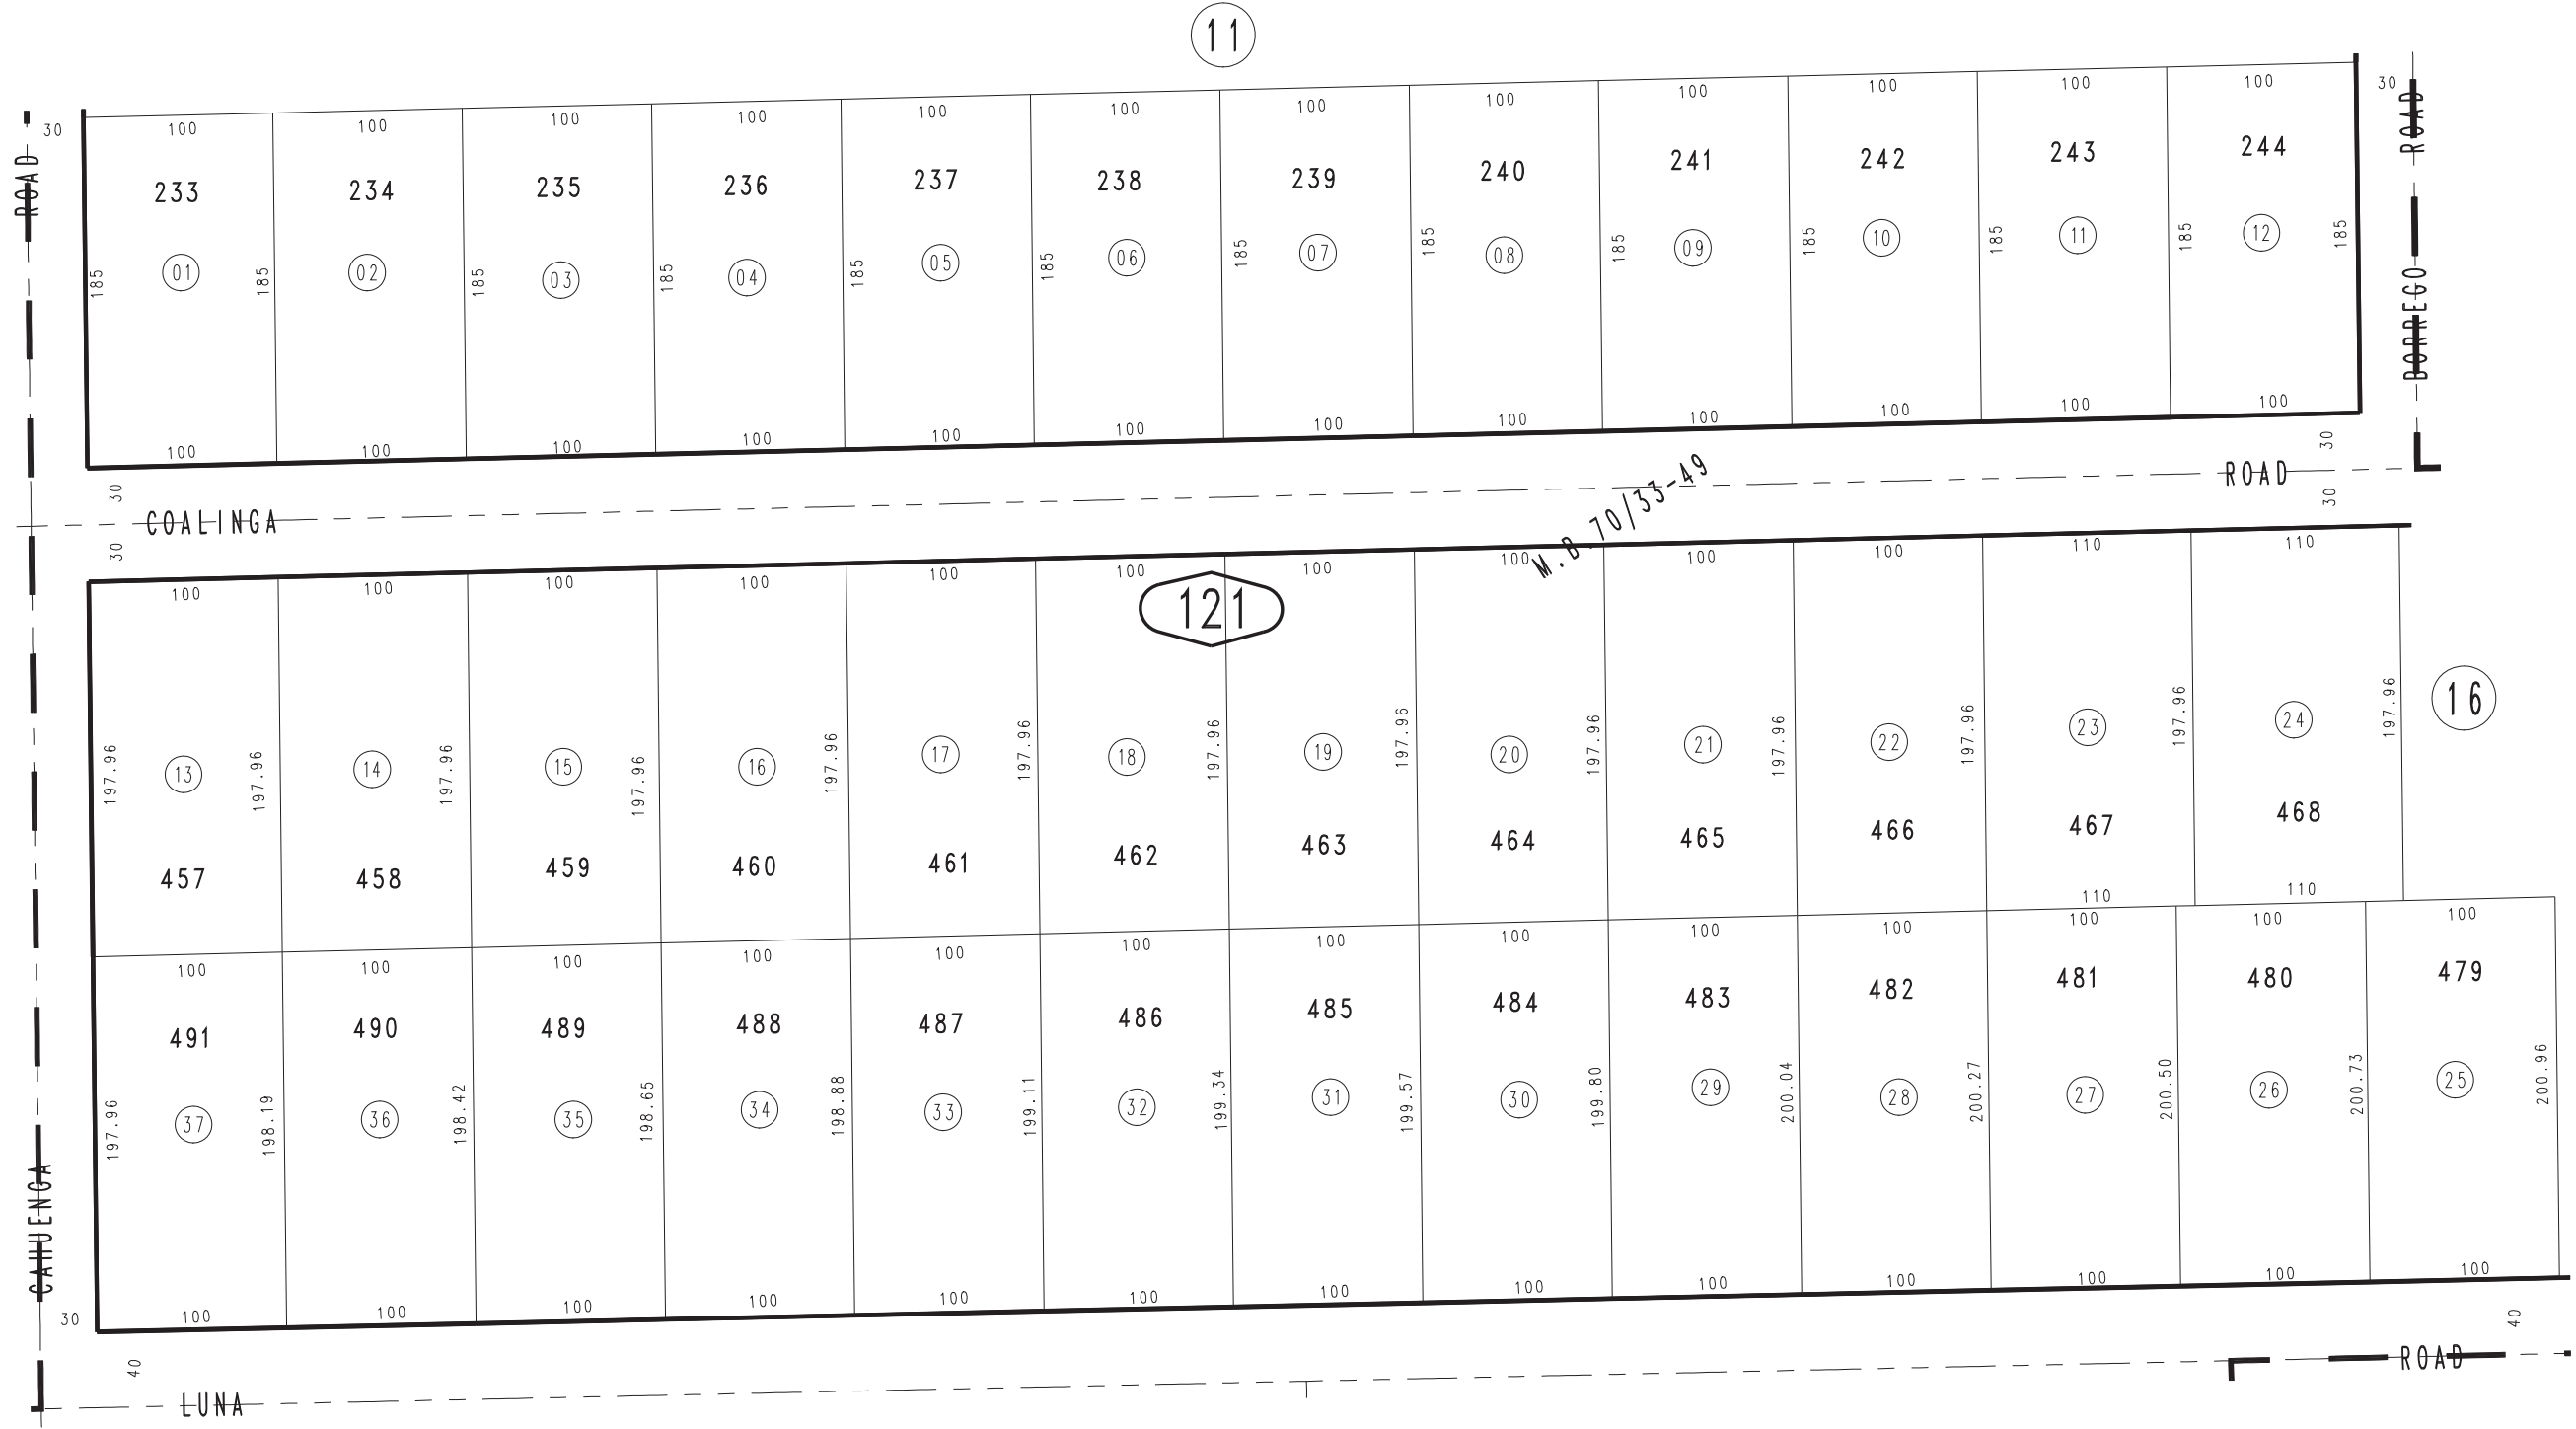 11
30 100 100 100 100 100 100 100 100 100 100 100 100 30
ROAD 233 234 235 236 237 238 239 240 241 242 243 244 ROAD
01 02 03 04 05 06 07 08 09 10 11 12
185 185 185 185 185 185 185 185 185 185 185 185 185
BORREGO
100 100 100 100 100 100 100 100 100 100 100 100
30 30
COALINGA ROAD
30 30
M.B. 70/33-49
100 100 100 100 100 100 100 100 100 100 110 110
121
16
197.96 197.96 197.96 197.96 197.96 197.96 197.96 197.96 197.96 197.96 197.96 197.96 197.96
13 14 15 16 17 18 19 20 21 22 23 24
457 458 459 460 461 462 463 464 465 466 467 468
110 110
100 100 100 100 100 100 100 100 100 100 100 100 100
491 490 489 488 487 486 485 484 483 482 481 480 479
37 36 35 34 33 32 31 30 29 28 27 26 25
197.96 198.19 198.42 198.65 198.88 199.11 199.34 199.57 199.80 200.04 200.27 200.50 200.73 200.96
CAHUENGA
30 100 100 100 100 100 100 100 100 100 100 100 100 100
40 40
LUNA ROAD